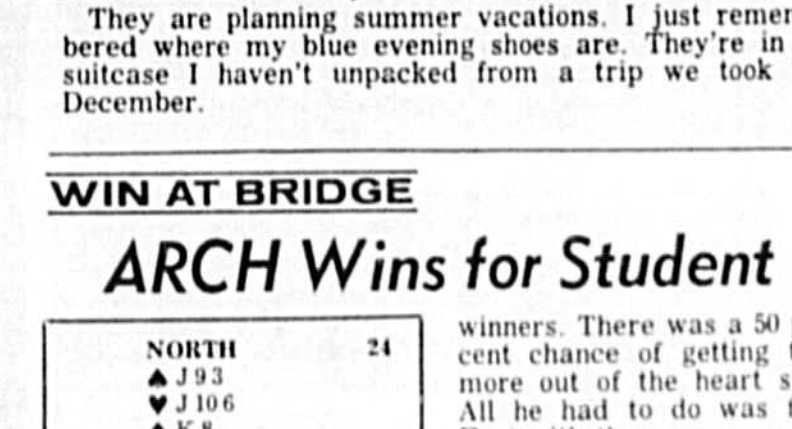 They are planning summer vacations. I just remem
bered where my blue evening shoes are. They're in
suitcase I haven't unpacked from a trip we took
December.
WIN AT BRIDGE
ARCH Wins for Student
NORTH 24
♠ J 9 3
♥ J 10 6
♦ K 8
winners. There was a 50
cent chance of getting
more out of the heart
All he had to do was